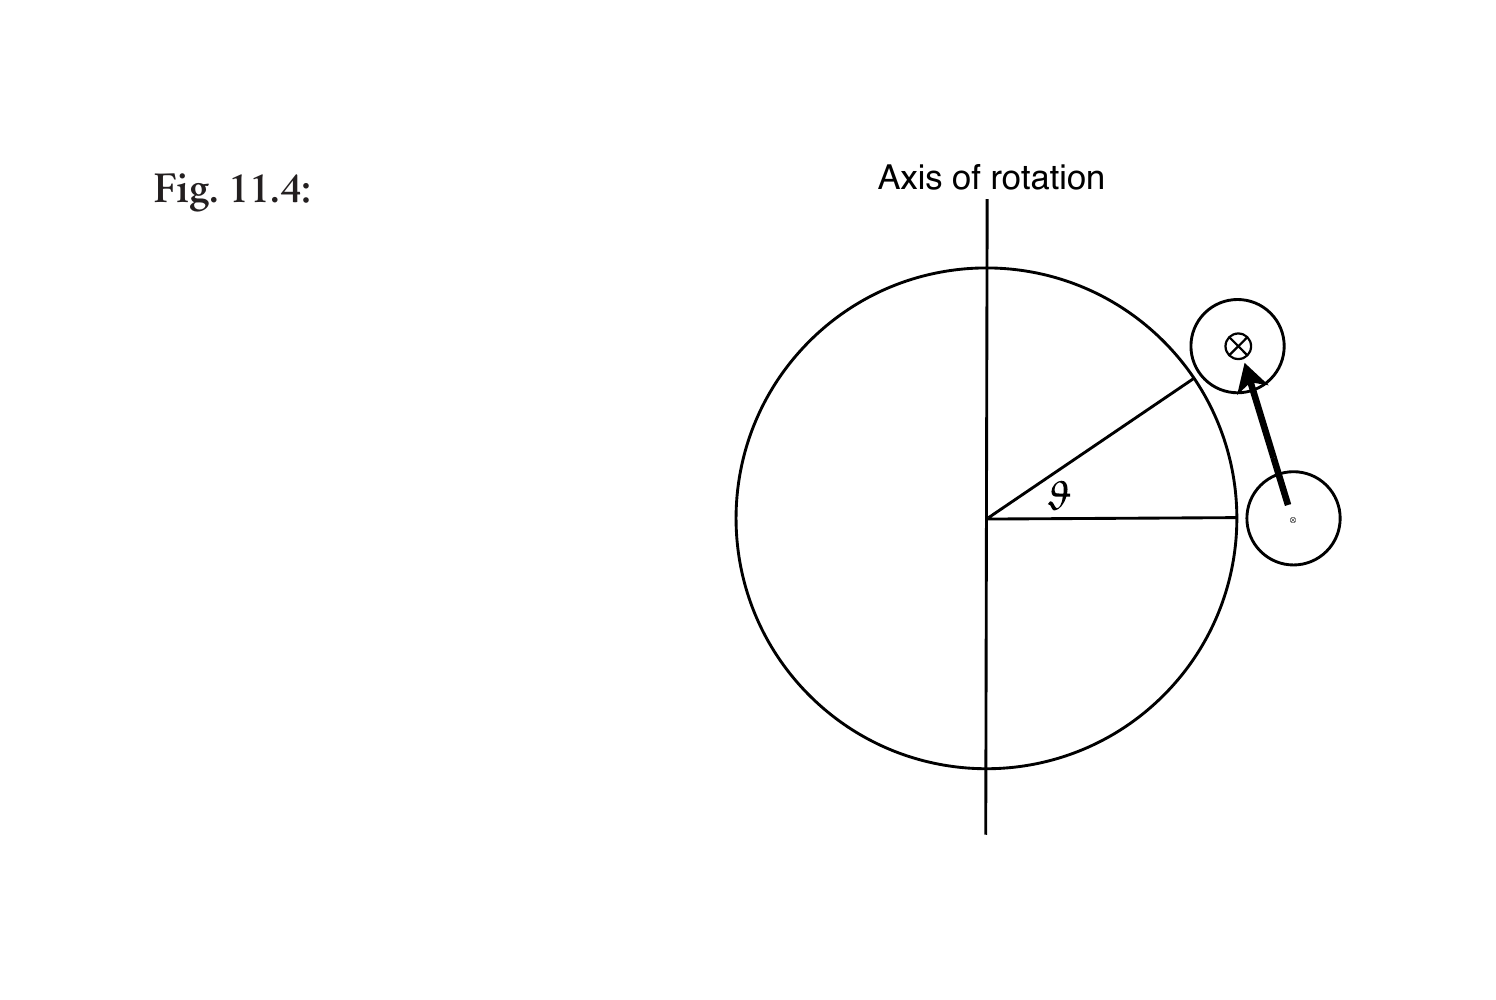 Fig. 11.4:
Axis of rotation
ϑ